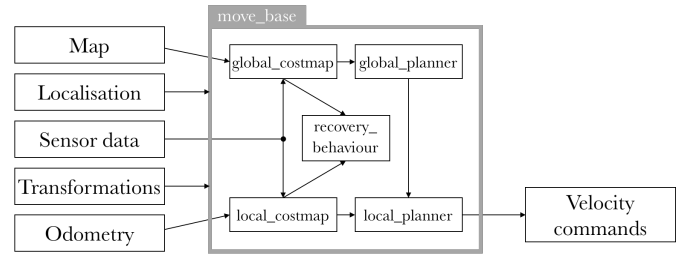 move_base
Map
global_costmap
global_planner
Localisation
Sensor data
recovery_
behaviour
Transformations
Odometry
local_costmap
local_planner
Velocity
commands